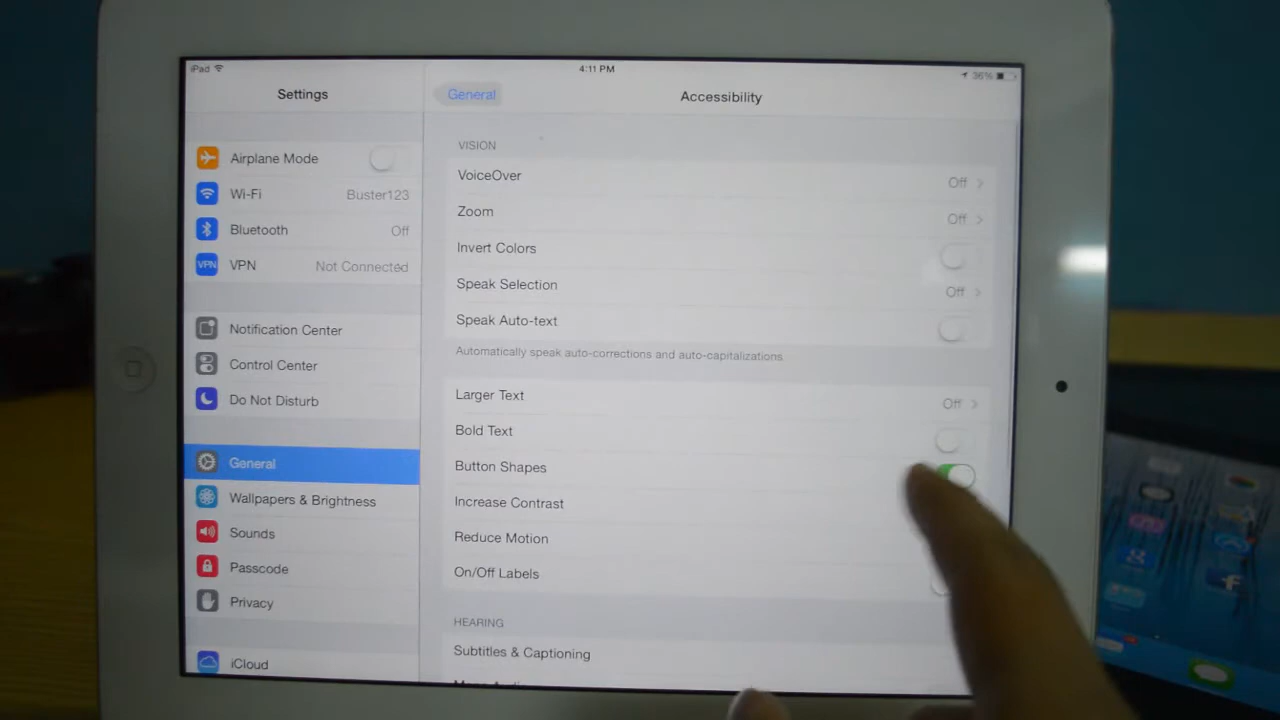 iPad
4:11 PM
36%
Settings
General
Accessibility
Airplane Mode
Wi-Fi
Buster123
Bluetooth
Off
VPN
VPN
Not Connected
Notification Center
Control Center
Do Not Disturb
General
Wallpapers & Brightness
Sounds
Passcode
Privacy
iCloud
VISION
VoiceOver
Off
Zoom
Off
Invert Colors
Speak Selection
Off
Speak Auto-text
Automatically speak auto-corrections and auto-capitalizations
Larger Text
Off
Bold Text
Button Shapes
Increase Contrast
Reduce Motion
On/Off Labels
HEARING
Subtitles & Captioning